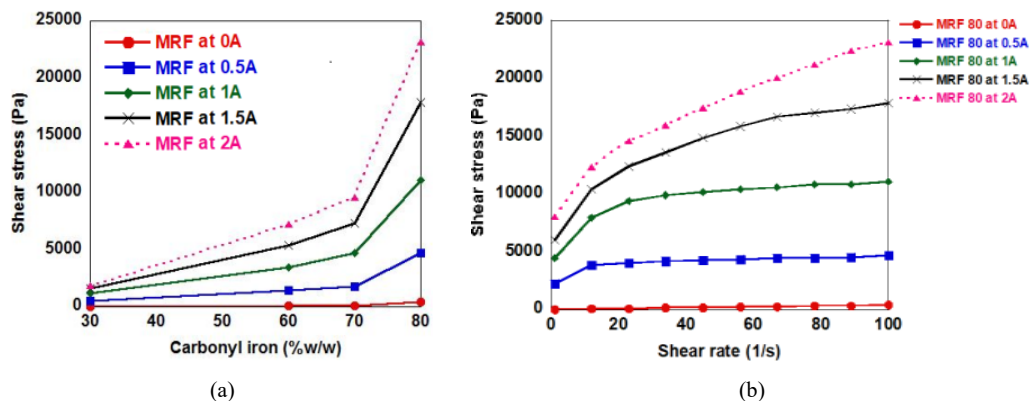 25000
20000
15000
10000
5000
0
Shear stress (Pa)
MRF at 0A
MRF at 0.5A
MRF at 1A
MRF at 1.5A
MRF at 2A
30 40 50 60 70 80
Carbonyl iron (%w/w)
(a)
25000
20000
15000
10000
5000
0
Shear stress (Pa)
0 20 40 60 80 100
Shear rate (1/s)
MRF 80 at 0A
MRF 80 at 0.5A
MRF 80 at 1A
MRF 80 at 1.5A
MRF 80 at 2A
(b)